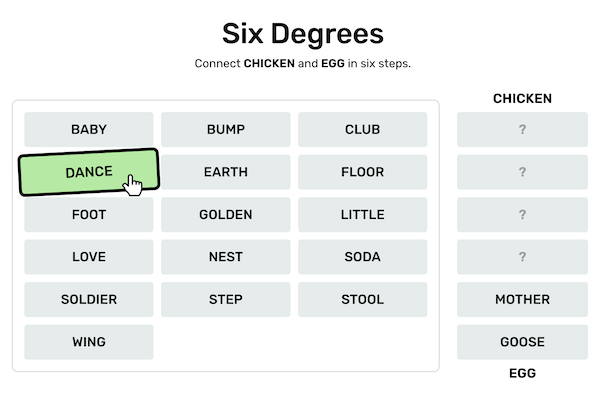 Six Degrees
Connect CHICKEN and EGG in six steps.
CHICKEN
BABY BUMP CLUB ?
DANCE EARTH FLOOR ?
FOOT GOLDEN LITTLE ?
LOVE NEST SODA ?
SOLDIER STEP STOOL MOTHER
WING GOOSE
EGG